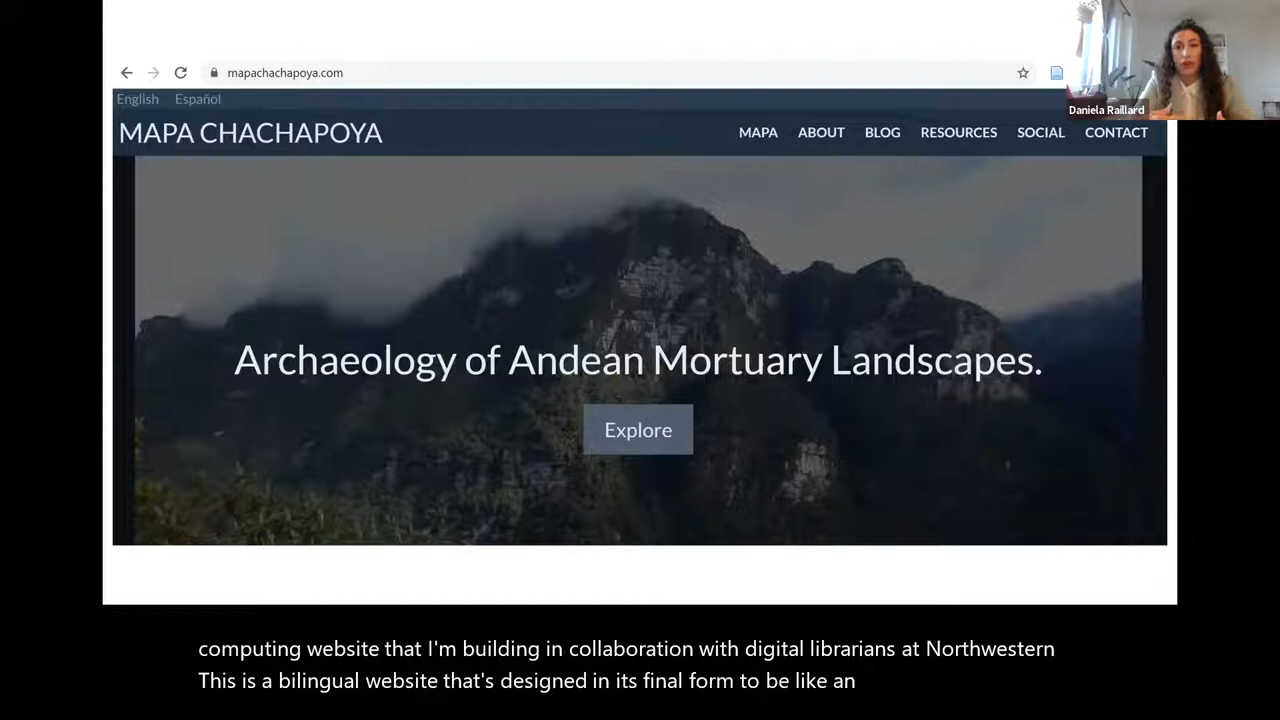 mapachachapoya.com
English Español
MAPA CHACHAPOYA
MAPA ABOUT BLOG RESOURCES SOCIAL CONTACT
Daniela Raillard
Archaeology of Andean Mortuary Landscapes.
Explore
computing website that I'm building in collaboration with digital librarians at Northwestern
This is a bilingual website that's designed in its final form to be like an